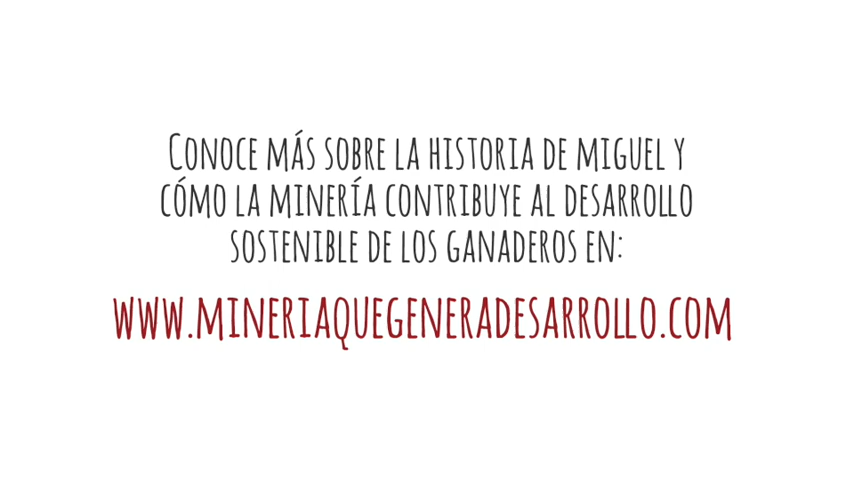 Conoce más sobre la historia de Miguel y
cómo la minería contribuye al desarrollo
sostenible de los ganaderos en:
www.mineriaquegeneradesarrollo.com